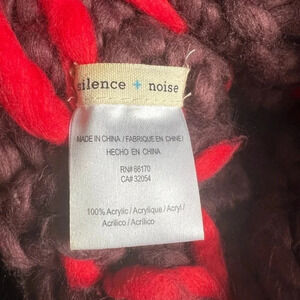 silence + noise
MADE IN CHINA / FABRIQUE EN CHINE /
HECHO EN CHINA
RN# 66170
CA# 32054
100% Acrylic / Acrylique / Acryl /
Acrilico / Acrílico